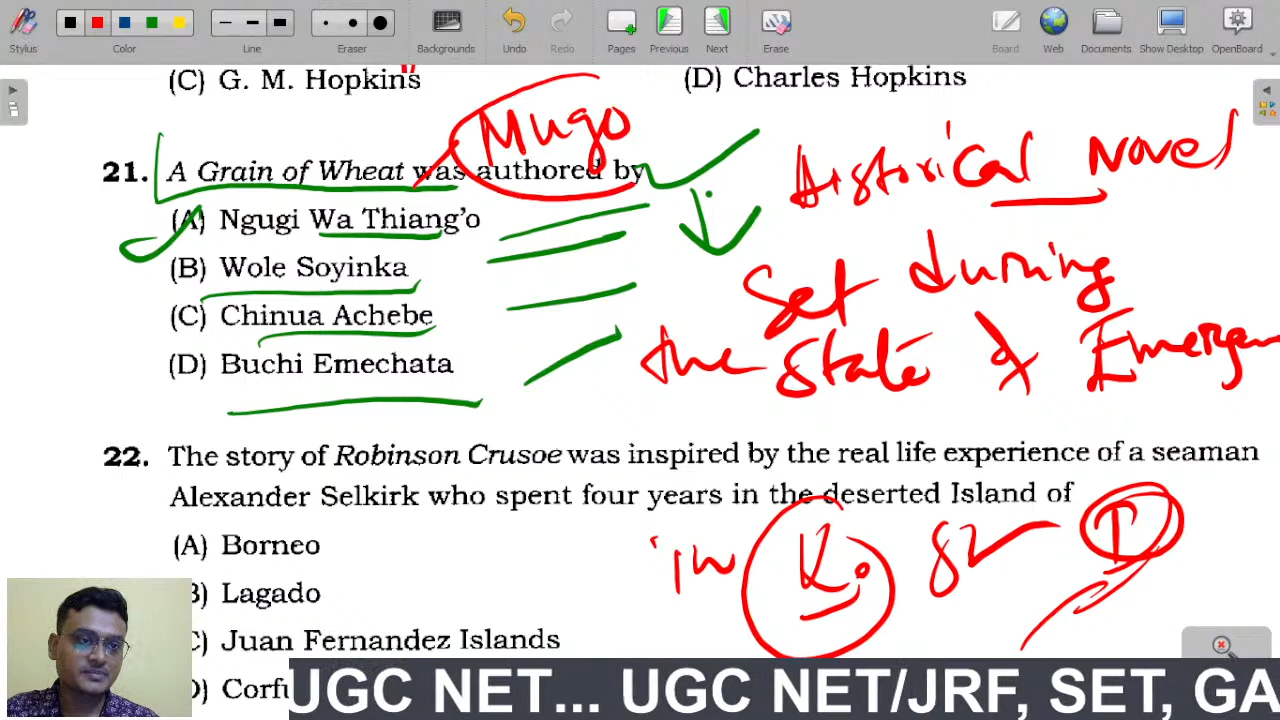 Stylus
Color
Line
Eraser
Backgrounds
Undo
Redo
Pages
Previous
Next
Erase
Board
Web
Documents
Show Desktop
OpenBoard
(C) G. M. Hopkins
(D) Charles Hopkins
Mugo
Historical Novel
21. A Grain of Wheat was authored by
(A) Ngugi Wa Thiang'o
(B) Wole Soyinka
Set during
(C) Chinua Achebe
the State of Emergen
(D) Buchi Emechata
22. The story of Robinson Crusoe was inspired by the real life experience of a seaman
Alexander Selkirk who spent four years in the deserted Island of
(A) Borneo
in K.
B) Lagado
C) Juan Fernandez Islands
D) Corfu
UGC NET... UGC NET/JRF, SET, GA